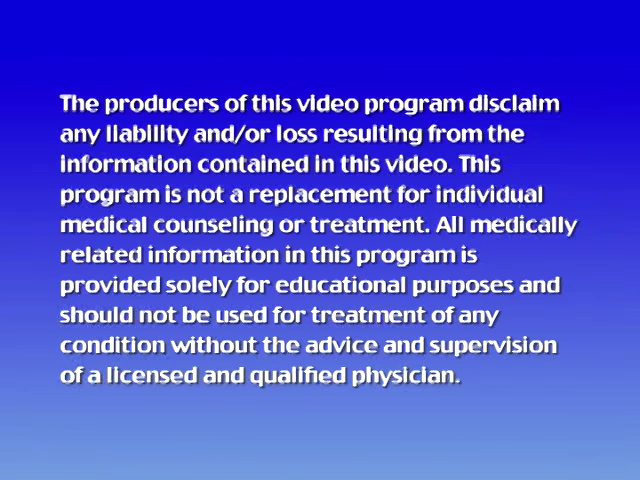 The producers of this video program disclaim
any liability and/or loss resulting from the
information contained in this video. This
program is not a replacement for individual
medical counseling or treatment. All medically
related information in this program is
provided solely for educational purposes and
should not be used for treatment of any
condition without the advice and supervision
of a licensed and qualified physician.